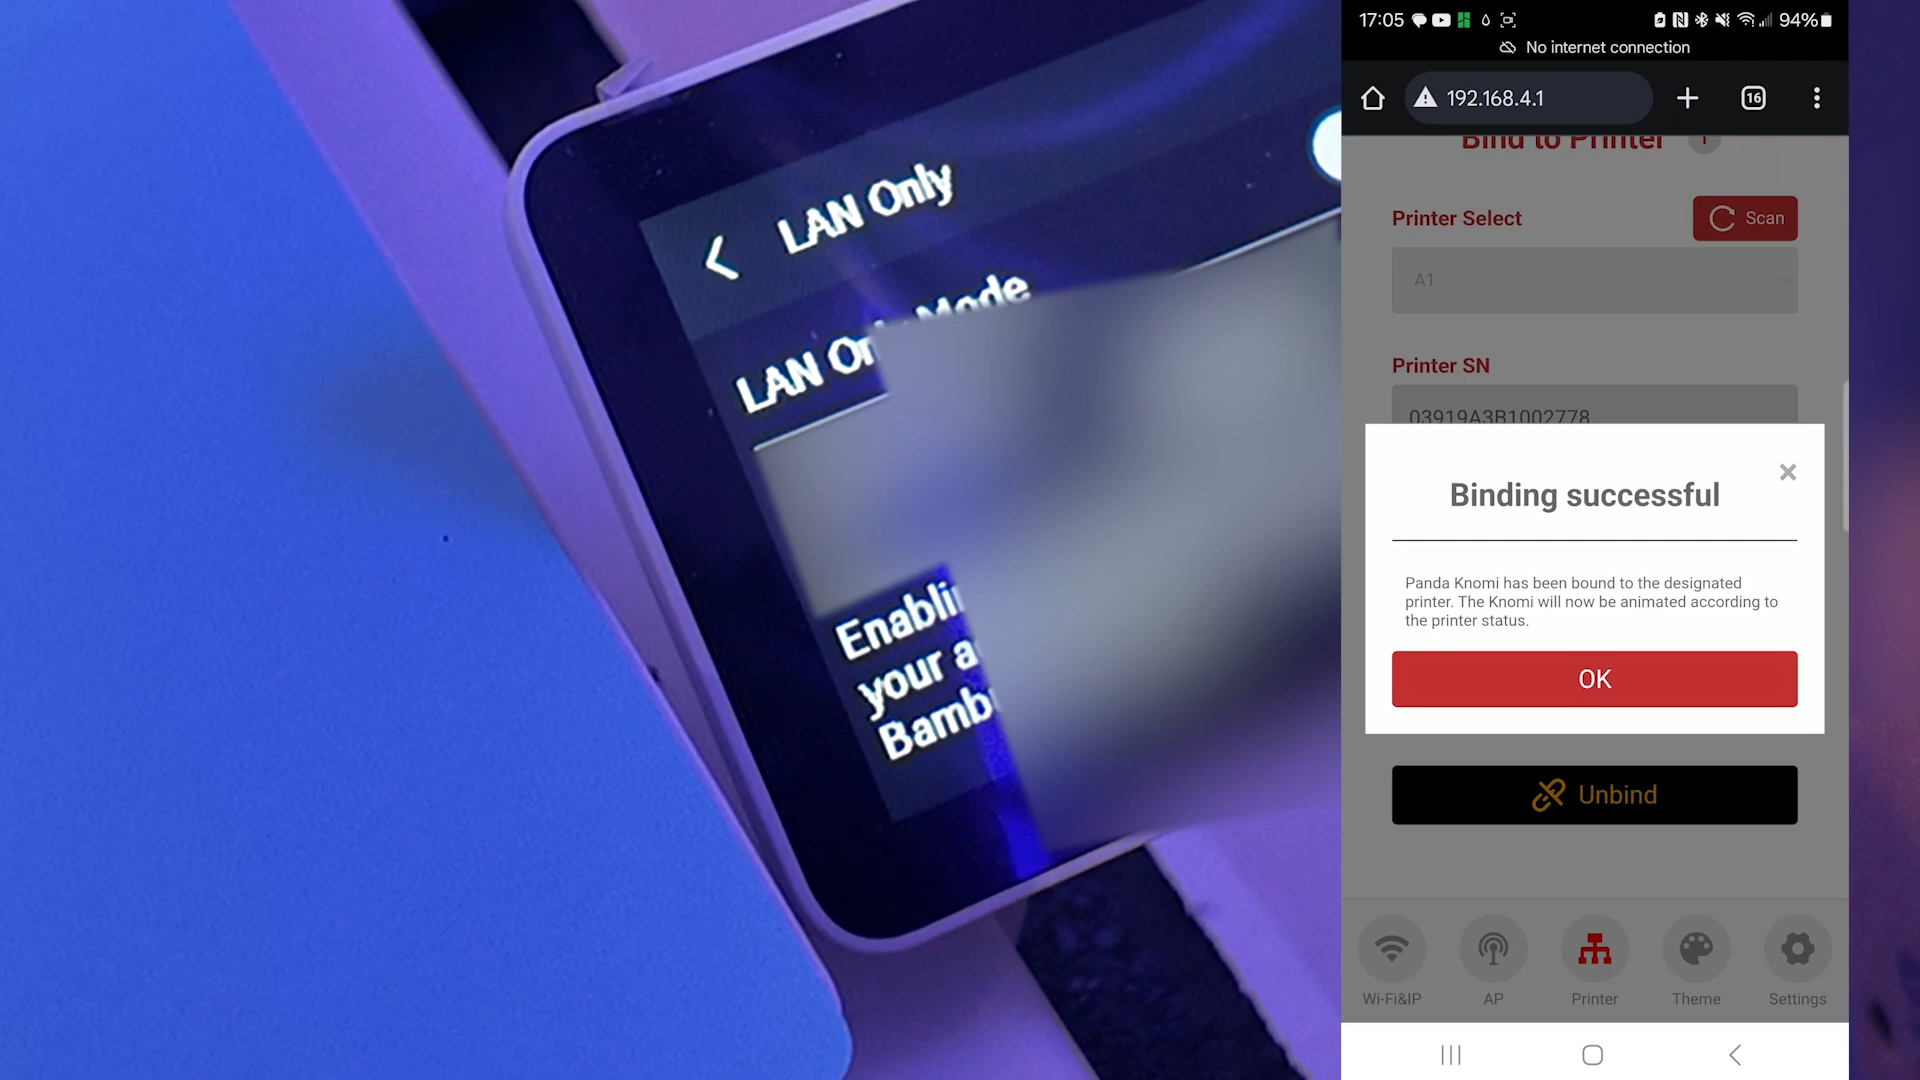 LAN Only
LAN Only Mode
your
17:05
94%
No internet connection
192.168.4.1
16
Bind to Printer
Printer Select
Scan
A1
Printer SN
03919A3B1002778
Binding successful
Panda Knomi has been bound to the designated
printer. The Knomi will now be animated according to
the printer status.
OK
Unbind
Wi-Fi&IP
AP
Printer
Theme
Settings